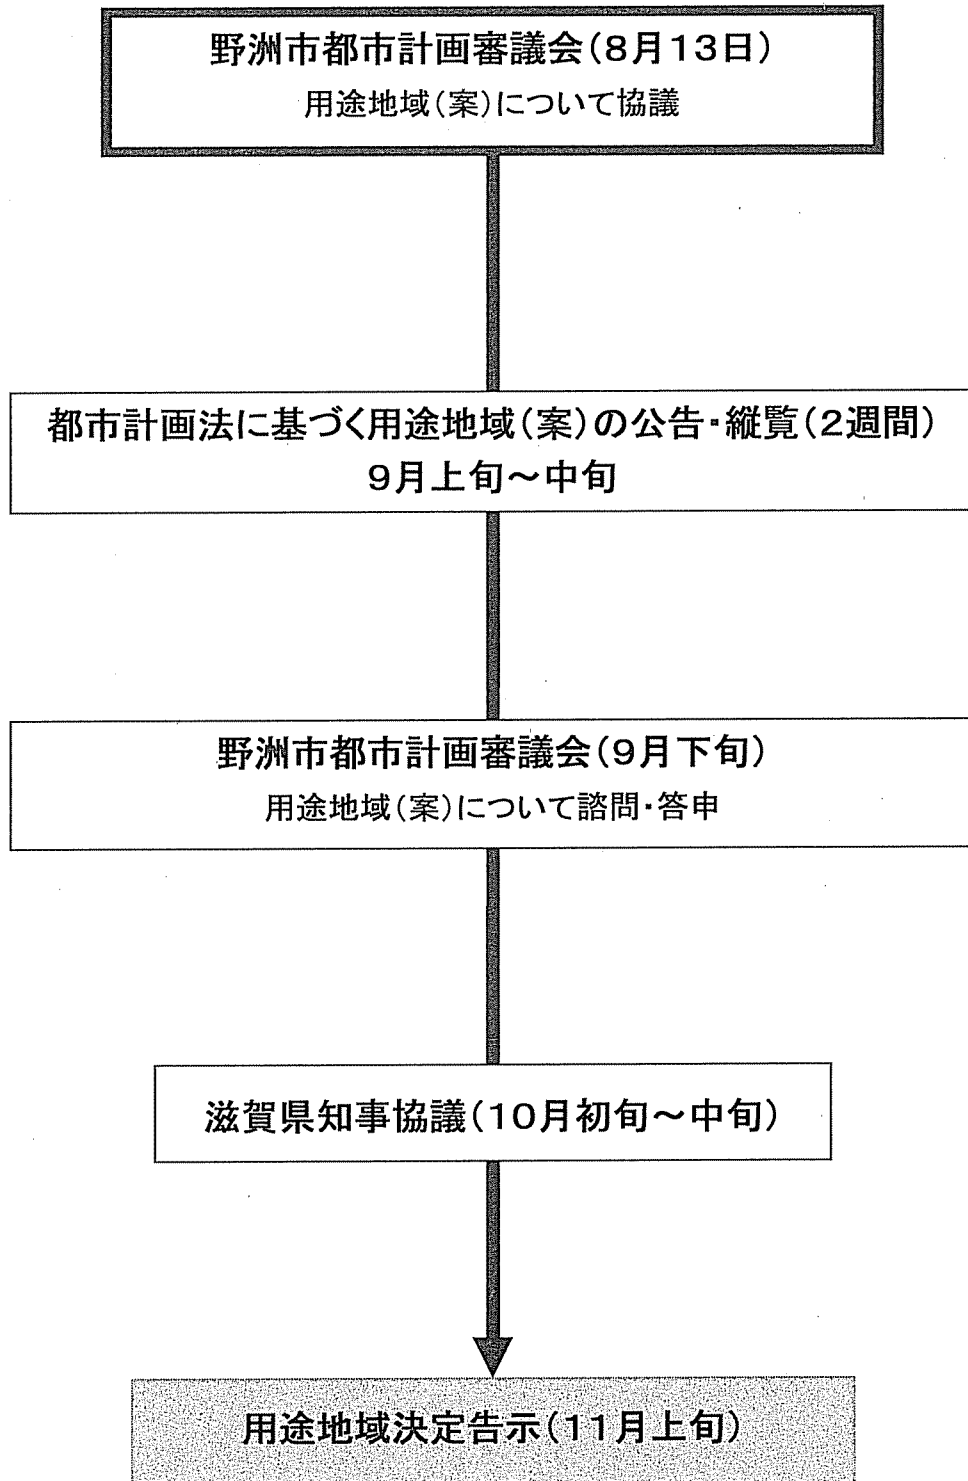 野洲市都市計画審議会(8月13日)
用途地域(案)について協議
都市計画法に基づく用途地域(案)の公告・縦覧(2週間)
9月上旬～中旬
野洲市都市計画審議会(9月下旬)
用途地域(案)について諮問・答申
滋賀県知事協議(10月初旬～中旬)
用途地域決定告示(11月上旬)